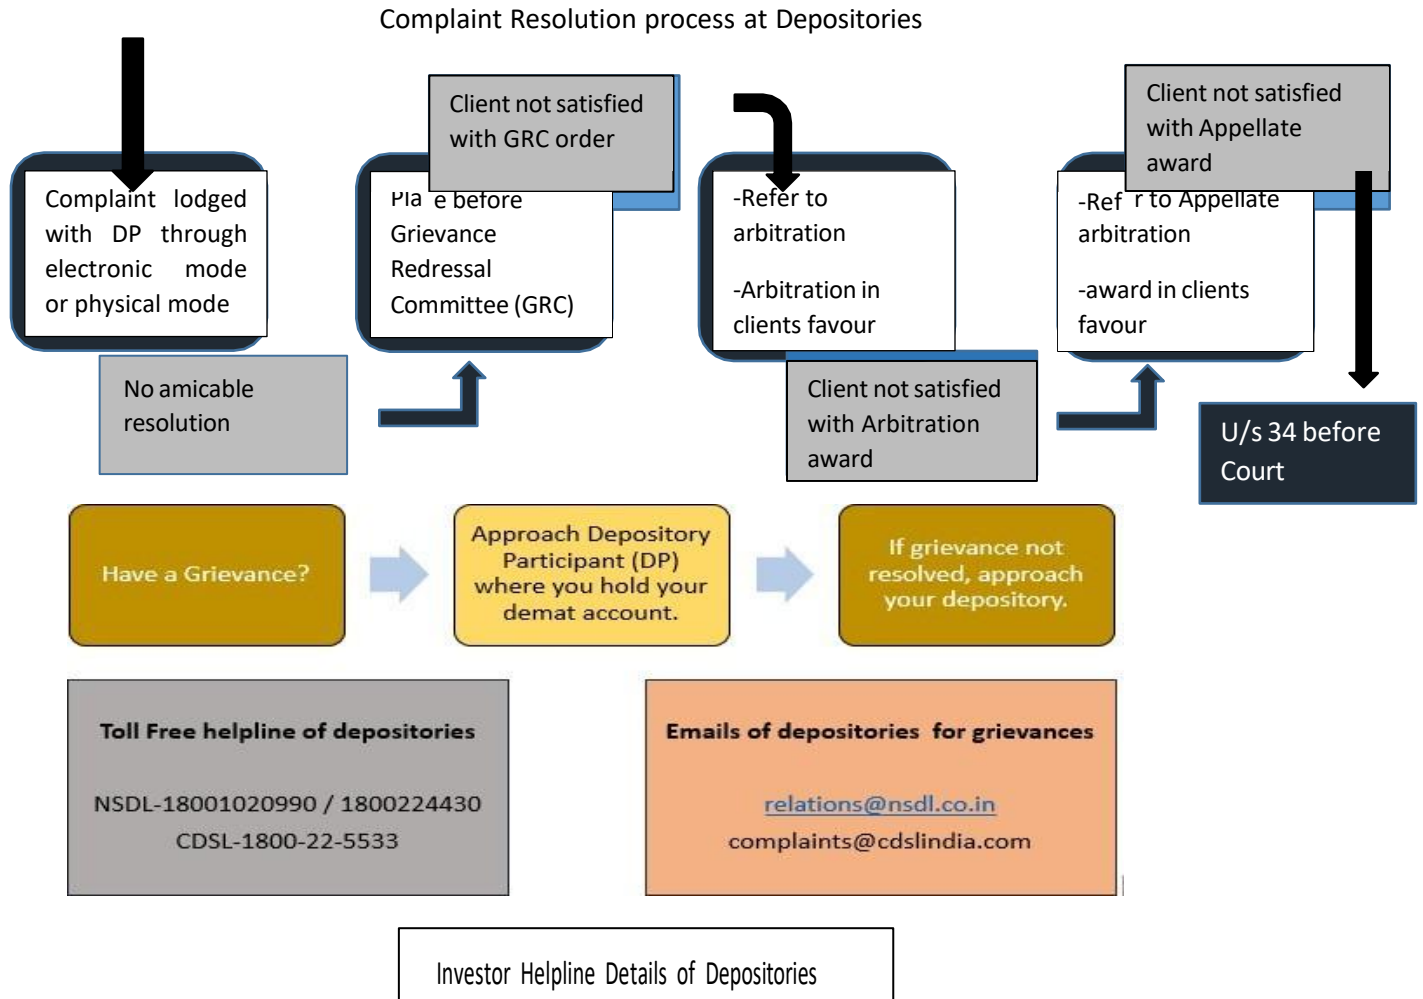 Complaint Resolution process at Depositories
Complaint lodged
with DP through
electronic mode
or physical mode
No amicable
resolution
e before
Grievance
Redressal
Committee (GRC)
Client not satisfied
with GRC order
-Refer to
arbitration
-Arbitration in
clients favour
Client not satisfied
with Arbitration
award
to Appellate
arbitration
-award in clients
favour
Client not satisfied
with Appellate
award
U/s 34 before
Court
Have a Grievance?
Approach Depository
Participant (DP)
where you hold your
demat account.
If grievance not
resolved, approach
your depository.
Toll Free helpline of depositories
NSDL-18001020990 / 1800224430
CDSL-1800-22-5533
Emails of depositories for grievances
relations@nsdl.co.in
complaints@cdslindia.com
Investor Helpline Details of Depositories